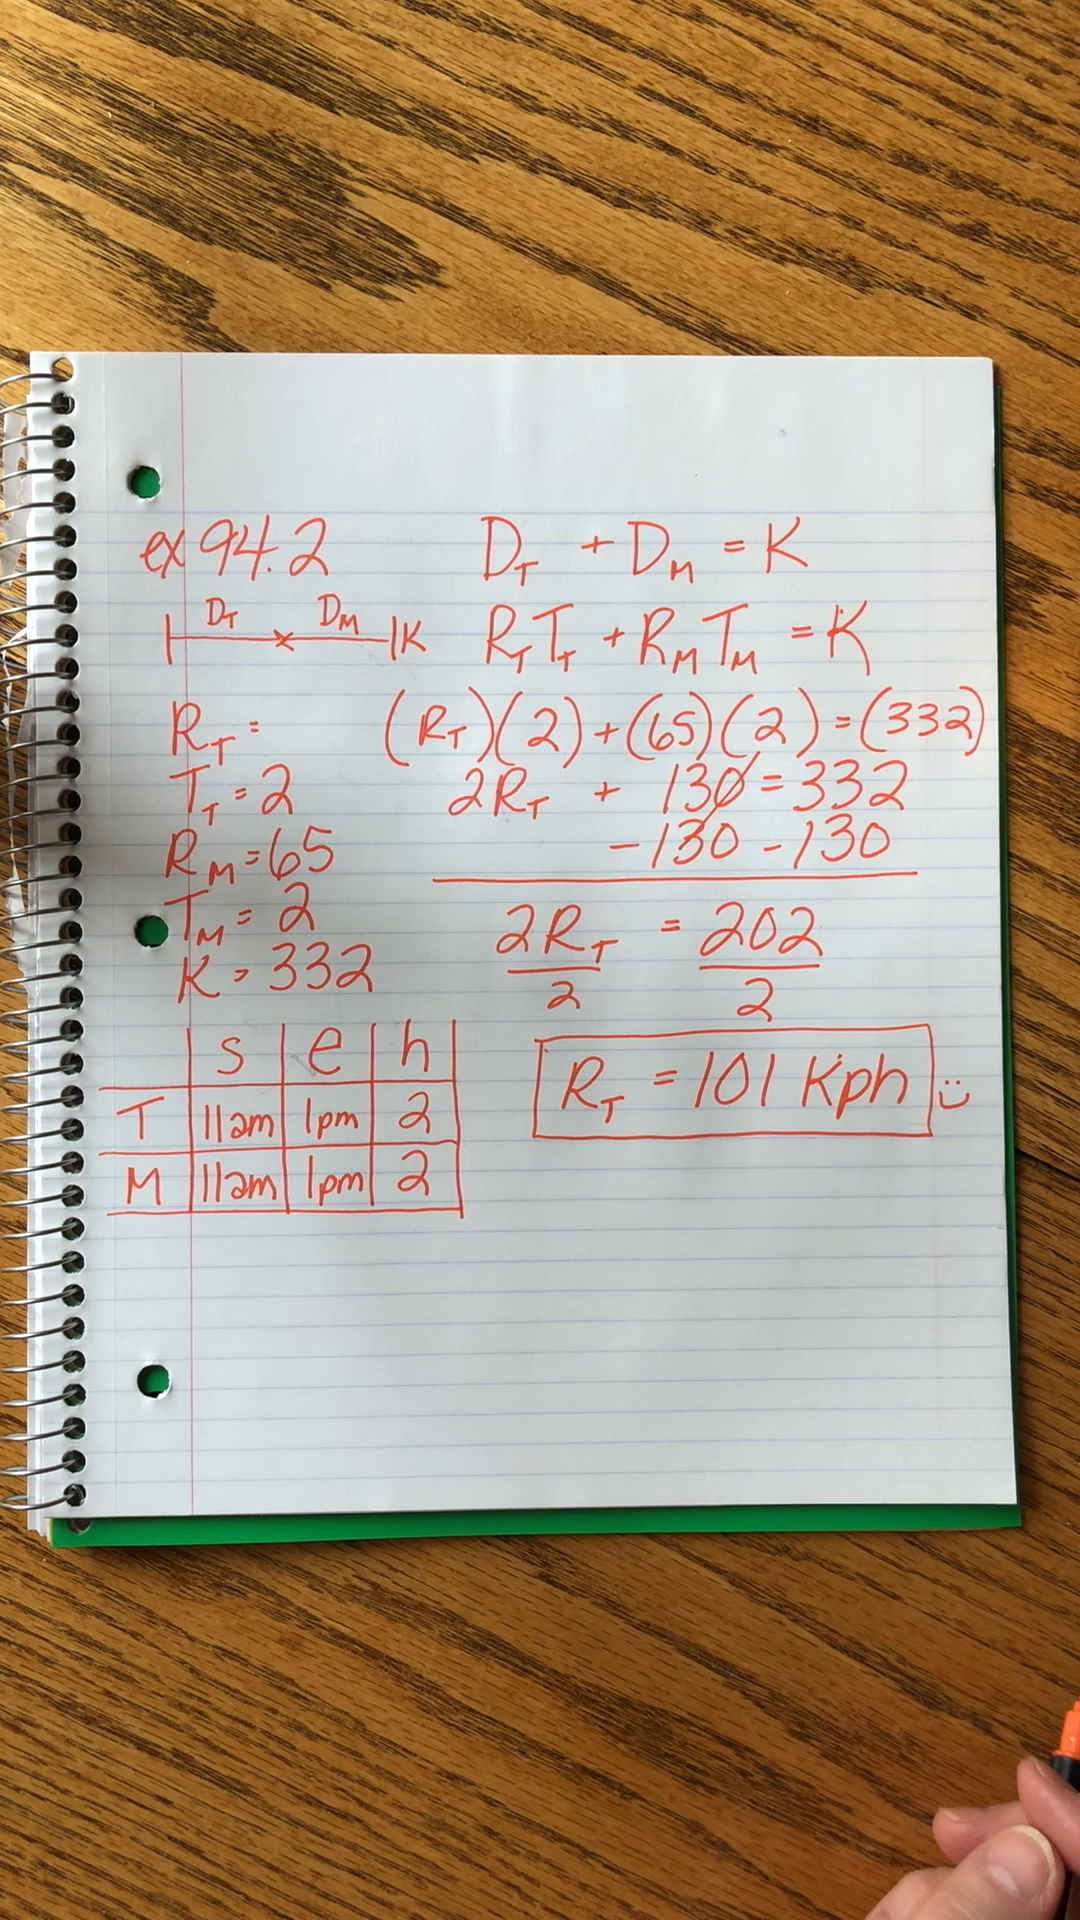 ex 94.2
D_T + D_M = K
D_T D_M K
R_T T_T + R_M T_M = K
R_T =
(R_T)(2) + (65)(2) = (332)
T_T = 2
2R_T + 130 = 332
R_M = 65
-130 -130
T_M = 2
2R_T = 202
K = 332
2 2
s e h
R_T = 101 Kph :)
T 11am 1pm 2
M 11am 1pm 2